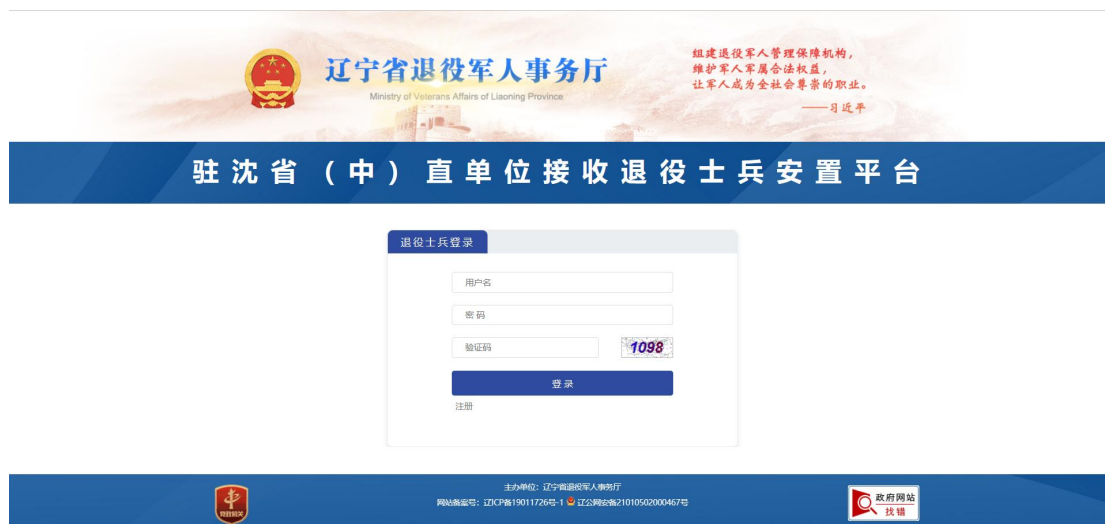 辽宁省退役军人事务厅
Ministry of Veterans Affairs of Liaoning Province
组建退役军人管理保障机构，
维护军人军属合法权益，
让军人成为全社会尊崇的职业。
——习近平
驻沈省（中）直单位接收退役士兵安置平台
退役士兵登录
用户名
密码
验证码 1098
登录
注册
主办单位：辽宁省退役军人事务厅
网站备案号：辽ICP备19011726号-1 辽公网安备21010502000467号
党政机关
政府网站
找错